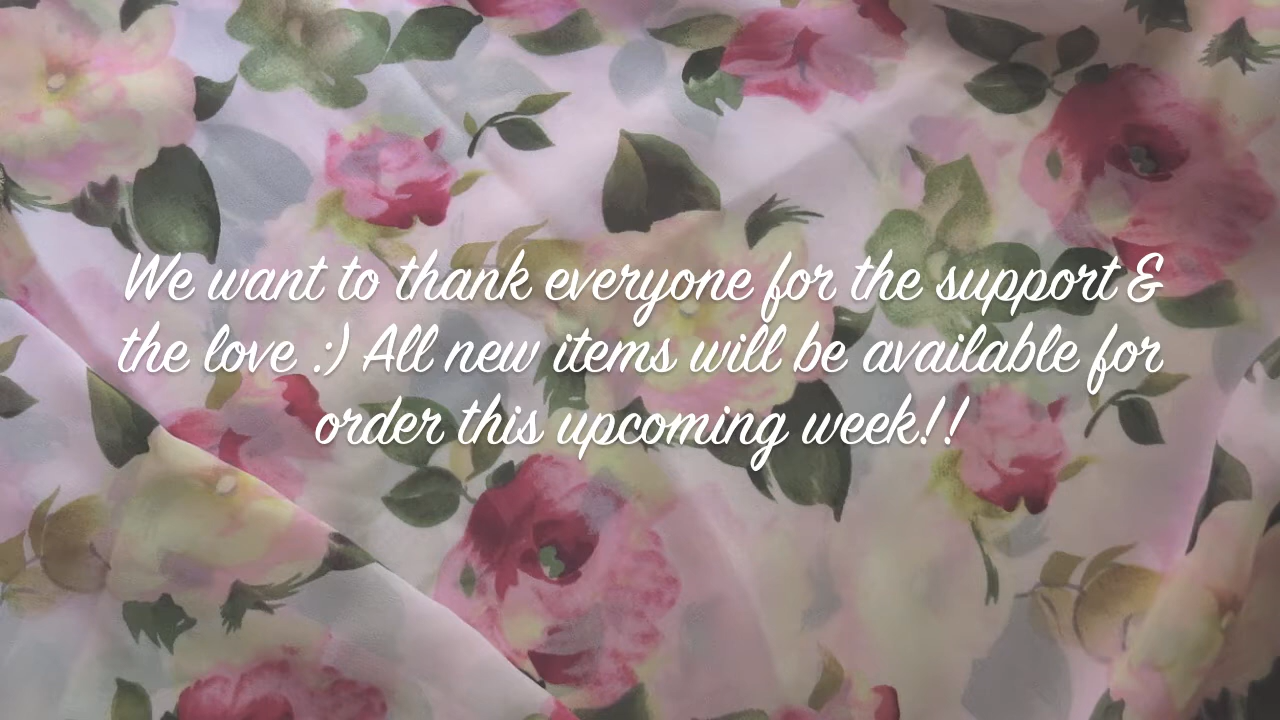 We want to thank everyone for the support &
the love :) All new items will be available for
order this upcoming week!!